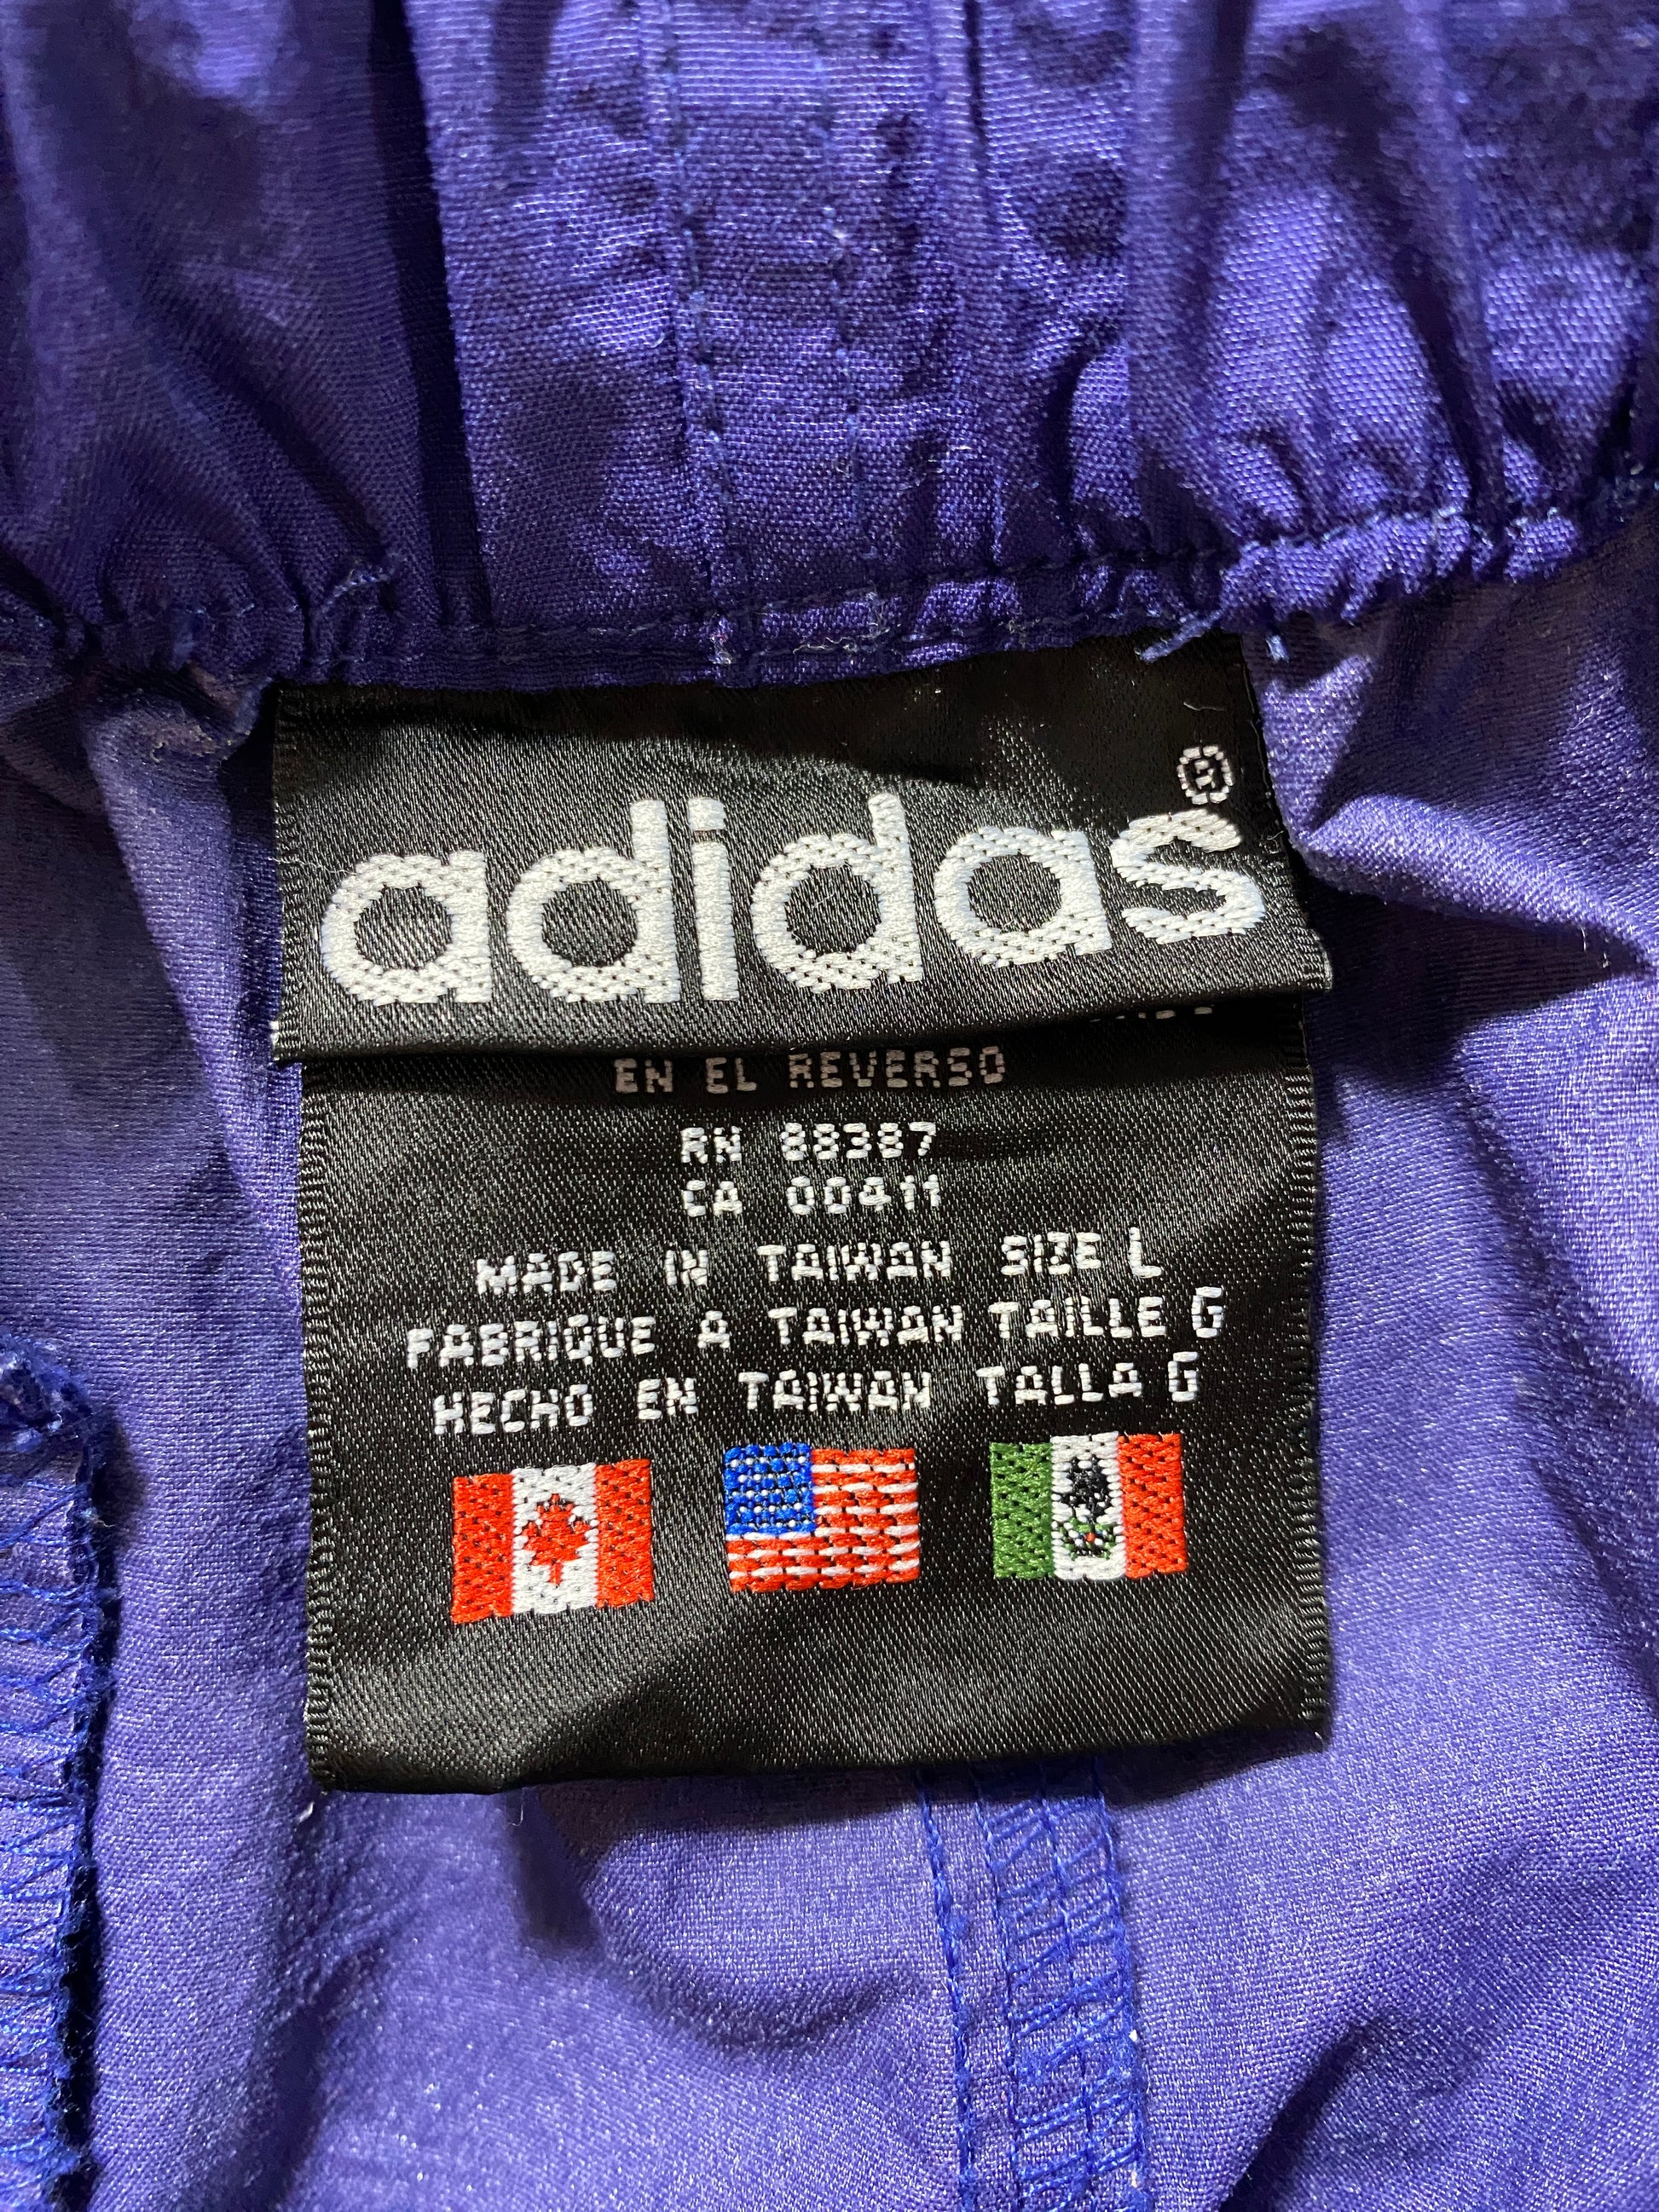 adidas®
EN EL REVERSO
RN 88387
CA 00411
MADE IN TAIWAN SIZE L
FABRIQUE A TAIWAN TAILLE G
HECHO EN TAIWAN TALLA G